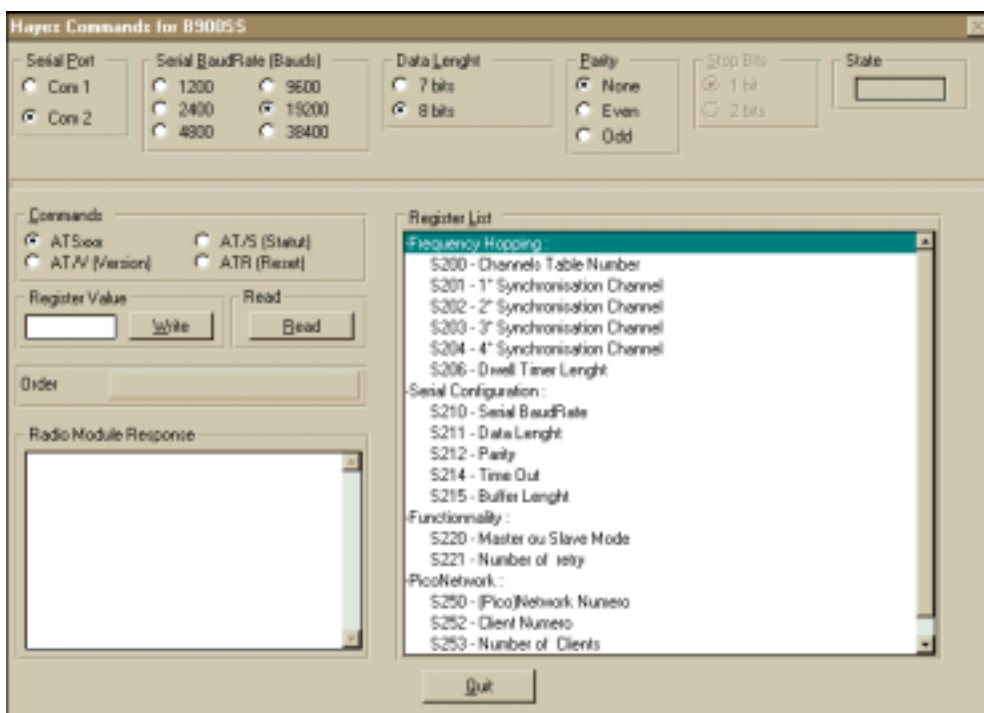 Hayes Commands for B900SS
Serial Port
Com 1
Com 2
Serial BaudRate (Bauds)
1200
2400
4800
9600
19200
38400
Data Lenght
7 bits
8 bits
Parity
None
Even
Odd
Stop Bits
1 bit
2 bits
State
Commands
ATSxxx
AT/V (Version)
AT/S (Statut)
ATR (Reset)
Register Value
Write
Read
Read
Order
Radio Module Response
Register List
-Frequency Hopping :
S200 - Channels Table Number
S201 - 1° Synchronisation Channel
S202 - 2° Synchronisation Channel
S203 - 3° Synchronisation Channel
S204 - 4° Synchronisation Channel
S206 - Dwell Timer Lenght
-Serial Configuration :
S210 - Serial BaudRate
S211 - Data Lenght
S212 - Parity
S214 - Time Out
S215 - Buffer Lenght
-Functionnality :
S220 - Master ou Slave Mode
S221 - Number of retry
-PicoNetwork :
S250 - (Pico)Network Numero
S252 - Client Numero
S253 - Number of Clients
Quit